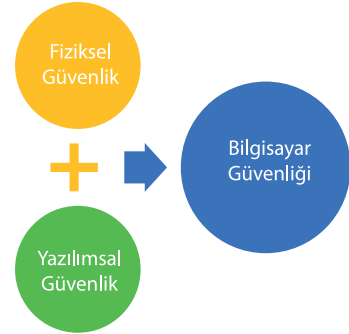 Fiziksel
Güvenlik
Yazılımsal
Güvenlik
Bilgisayar
Güvenliği